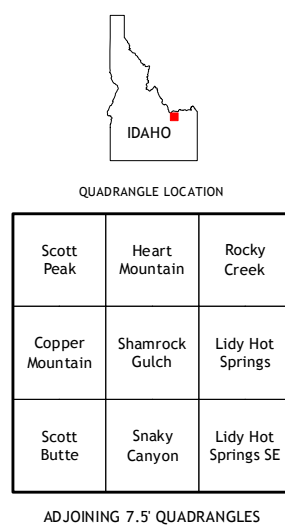 IDAHO
QUADRANGLE LOCATION
Scott
Peak
Heart
Mountain
Rocky
Creek
Copper
Mountain
Shamrock
Gulch
Lidy Hot
Springs
Scott
Butte
Snaky
Canyon
Lidy Hot
Springs SE
ADJOINING 7.5' QUADRANGLES